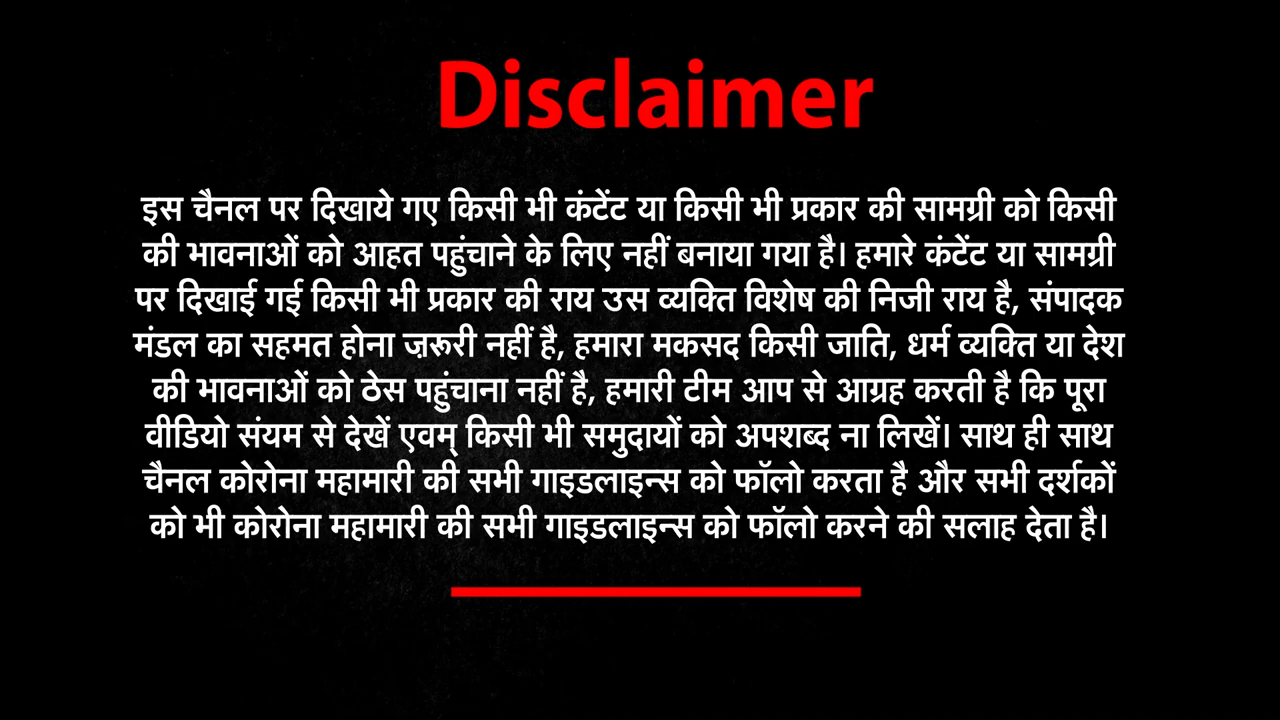 Disclaimer
इस चैनल पर दिखाये गए किसी भी कंटेंट या किसी भी प्रकार की सामग्री को किसी
की भावनाओं को आहत पहुंचाने के लिए नहीं बनाया गया है। हमारे कंटेंट या सामग्री
पर दिखाई गई किसी भी प्रकार की राय उस व्यक्ति विशेष की निजी राय है, संपादक
मंडल का सहमत होना ज़रूरी नहीं है, हमारा मकसद किसी जाति, धर्म व्यक्ति या देश
की भावनाओं को ठेस पहुंचाना नहीं है, हमारी टीम आप से आग्रह करती है कि पूरा
वीडियो संयम से देखें एवम् किसी भी समुदायों को अपशब्द ना लिखें। साथ ही साथ
चैनल कोरोना महामारी की सभी गाइडलाइन्स को फॉलो करता है और सभी दर्शकों
को भी कोरोना महामारी की सभी गाइडलाइन्स को फॉलो करने की सलाह देता है।